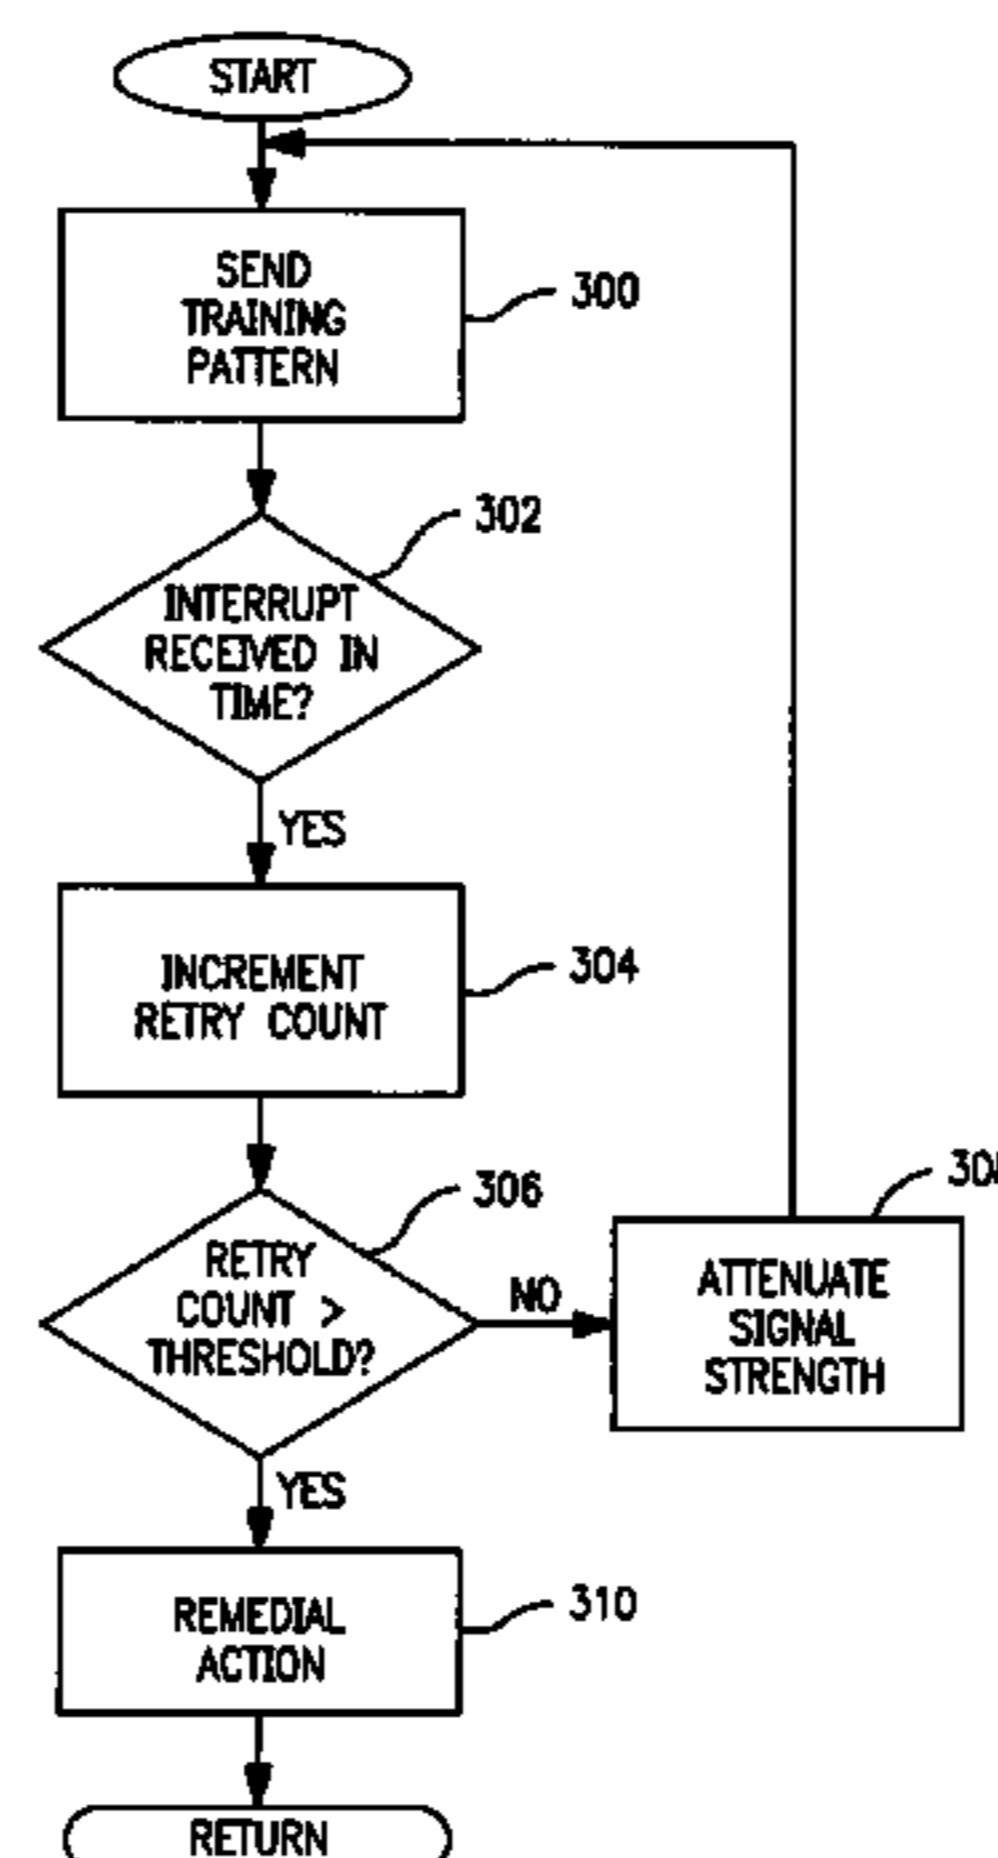 START
SEND
TRAINING
PATTERN
300
302
INTERRUPT
RECEIVED IN
TIME?
YES
INCREMENT
RETRY COUNT
304
306
RETRY
COUNT >
THRESHOLD?
NO
ATTENUATE
SIGNAL
STRENGTH
YES
REMEDIAL
ACTION
310
RETURN